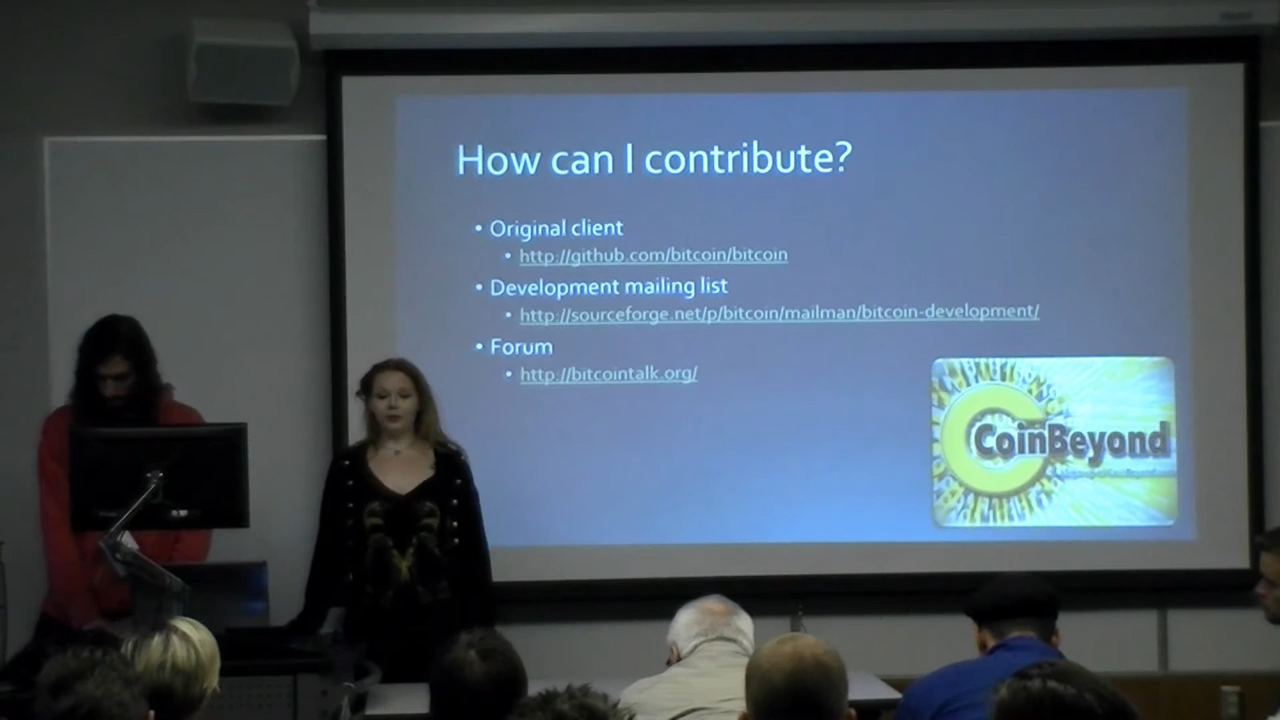 How can I contribute?
• Original client
• http://github.com/bitcoin/bitcoin
• Development mailing list
• http://sourceforge.net/p/bitcoin/mailman/bitcoin-development/
• Forum
• http://bitcointalk.org/
CoinBeyond